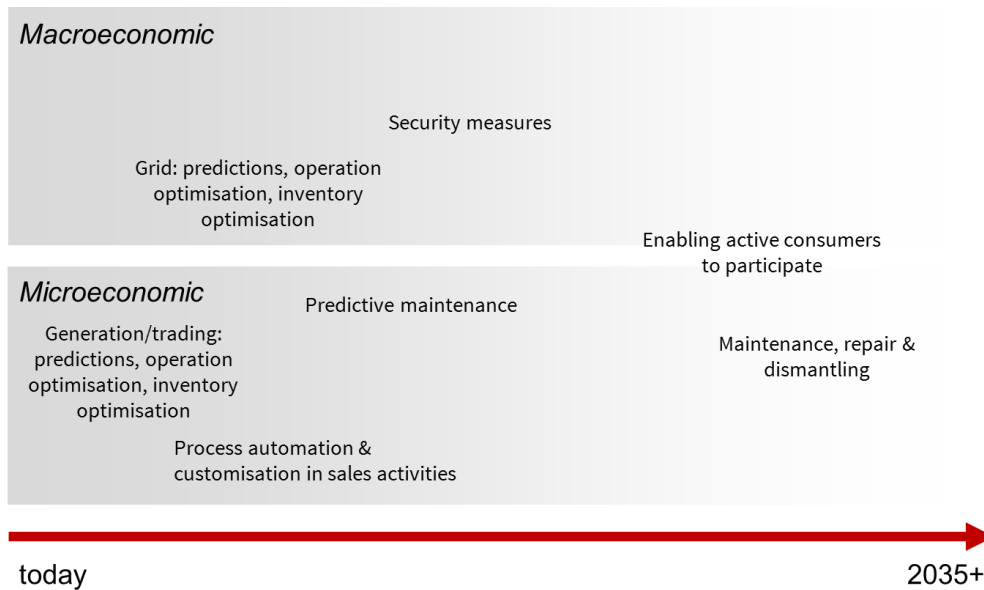 Macroeconomic
Security measures
Grid: predictions, operation
optimisation, inventory
optimisation
Enabling active consumers
to participate
Microeconomic
Predictive maintenance
Generation/trading:
predictions, operation
optimisation, inventory
optimisation
Maintenance, repair &
dismantling
Process automation &
customisation in sales activities
today
2035+